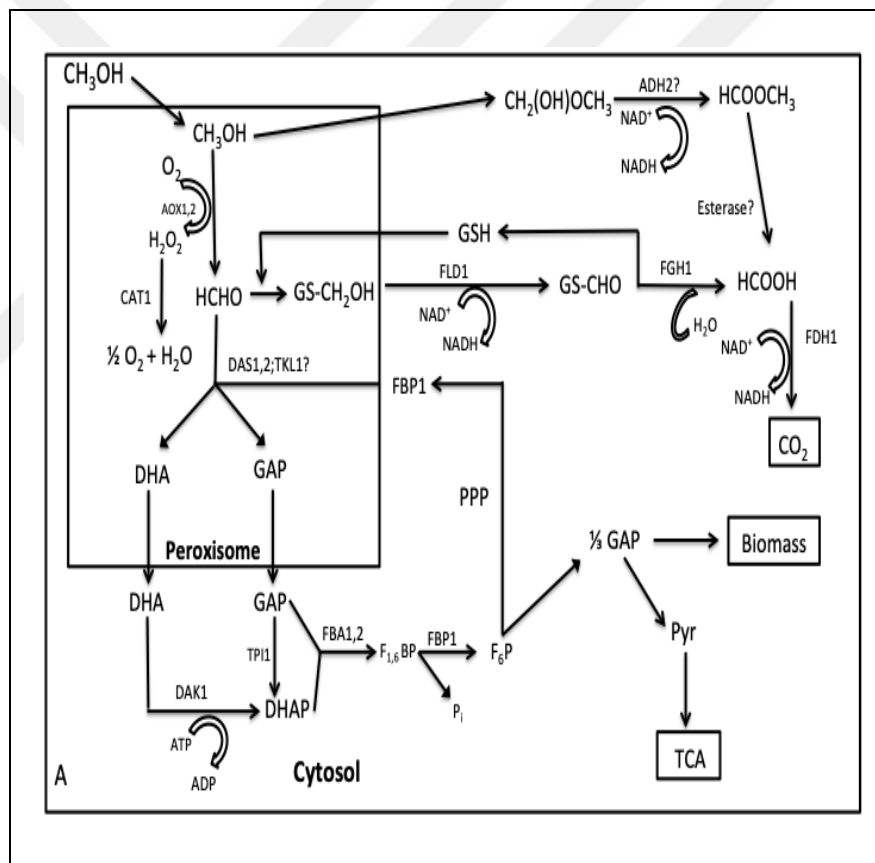 CH₃OH
CH₂(OH)OCH₃
ADH2?
NAD⁺
NADH
HCOOCH₃
CH₃OH
O₂
AOX1,2
H₂O₂
Esterase?
GSH
CAT1
HCHO
GS-CH₂OH
FLD1
NAD⁺
NADH
GS-CHO
FGH1
H₂O
HCOOH
NAD⁺
NADH
FDH1
½ O₂ + H₂O
DAS1,2;TKL1?
FBP1
CO₂
DHA
GAP
PPP
Peroxisome
⅓ GAP
Biomass
DHA
GAP
FBA1,2
TPI1
F₁,₆ BP
FBP1
F₆P
Pyr
DAK1
DHAP
Pᵢ
ATP
ADP
TCA
A
Cytosol